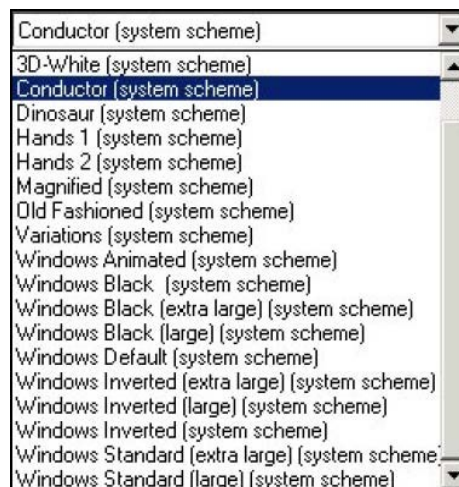 Conductor (system scheme)
3D-White (system scheme)
Conductor (system scheme)
Dinosaur (system scheme)
Hands 1 (system scheme)
Hands 2 (system scheme)
Magnified (system scheme)
Old Fashioned (system scheme)
Variations (system scheme)
Windows Animated (system scheme)
Windows Black  (system scheme)
Windows Black (extra large) (system scheme)
Windows Black (large) (system scheme)
Windows Default (system scheme)
Windows Inverted (extra large) (system scheme)
Windows Inverted (large) (system scheme)
Windows Inverted (system scheme)
Windows Standard (extra large) (system scheme
Windows Standard (large) (system scheme)